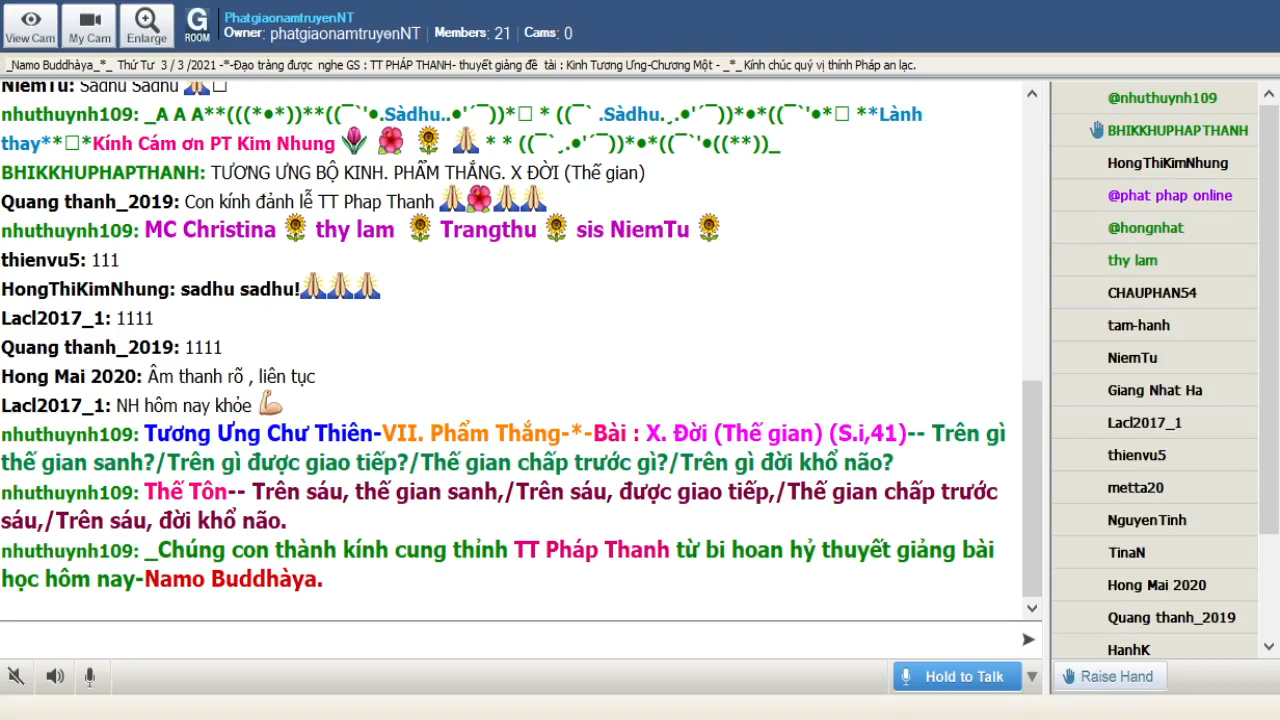 PhatgiaonamtruyenNT
G
ROOM
Owner: phatgiaonamtruyenNT | Members: 21 | Cams: 0
View Cam
My Cam
Enlarge
_Namo Buddhàya_*_ Thứ Tư 3 / 3 /2021 -*-Đạo tràng được nghe GS : TT PHÁP THANH- thuyết giảng đề tài : Kinh Tương Ưng-Chương Một - _*_ Kính chúc quý vị thính Pháp an lạc.
NiemTu: Sadhu Sadhu 🙏□
nhuthuynh109: _A A A**(((*•*))**((¯`'•.Sàdhu..•'´¯))*□ * ((¯` .Sàdhu.¸.•'´¯))*•*((¯`'•*□ **Lành
thay**□*Kính Cám ơn PT Kim Nhung 🌷 🌺 🌻 🙏 * * ((¯`¸.•'´¯))*•*((¯`'•((**))_
BHIKKHUPHAPTHANH: TƯƠNG ƯNG BỘ KINH. PHẨM THẮNG. X ĐỜI (Thế gian)
Quang thanh_2019: Con kính đảnh lễ TT Phap Thanh 🙏🌺🙏🙏
nhuthuynh109: MC Christina 🌻 thy lam 🌻 Trangthu 🌻 sis NiemTu 🌻
thienvu5: 111
HongThiKimNhung: sadhu sadhu!🙏🙏🙏
Lacl2017_1: 1111
Quang thanh_2019: 1111
Hong Mai 2020: Âm thanh rõ , liên tục
Lacl2017_1: NH hôm nay khỏe 💪
nhuthuynh109: Tương Ưng Chư Thiên-VII. Phẩm Thắng-*-Bài : X. Đời (Thế gian) (S.i,41)-- Trên gì
thế gian sanh?/Trên gì được giao tiếp?/Thế gian chấp trước gì?/Trên gì đời khổ não?
nhuthuynh109: Thế Tôn-- Trên sáu, thế gian sanh,/Trên sáu, được giao tiếp,/Thế gian chấp trước
sáu,/Trên sáu, đời khổ não.
nhuthuynh109: _Chúng con thành kính cung thỉnh TT Pháp Thanh từ bi hoan hỷ thuyết giảng bài
học hôm nay-Namo Buddhàya.
@nhuthuynh109
BHIKKHUPHAPTHANH
HongThiKimNhung
@phat phap online
@hongnhat
thy lam
CHAUPHAN54
tam-hanh
NiemTu
Giang Nhat Ha
Lacl2017_1
thienvu5
metta20
NguyenTinh
TinaN
Hong Mai 2020
Quang thanh_2019
HanhK
Hold to Talk
Raise Hand